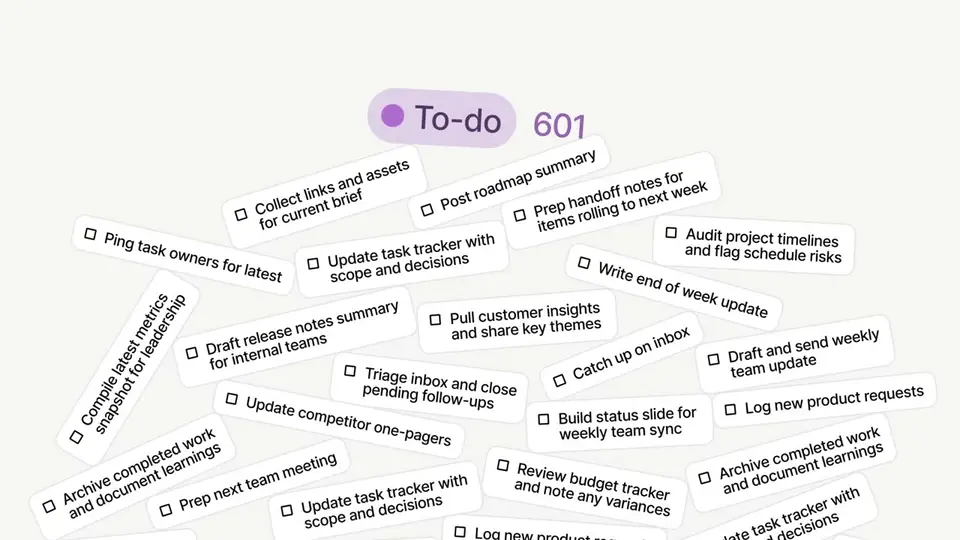 To-do 601
Collect links and assets
for current brief
Post roadmap summary
Prep handoff notes for
items rolling to next week
Ping task owners for latest
Update task tracker with
scope and decisions
Audit project timelines
and flag schedule risks
Write end of week update
Compile latest metrics
snapshot for leadership
Draft release notes summary
for internal teams
Pull customer insights
and share key themes
Catch up on inbox
Draft and send weekly
team update
Triage inbox and close
pending follow-ups
Update competitor one-pagers
Build status slide for
weekly team sync
Log new product requests
Archive completed work
and document learnings
Prep next team meeting
Update task tracker with
scope and decisions
Review budget tracker
and note any variances
Archive completed work
and document learnings
task tracker with
decisions
Log new product